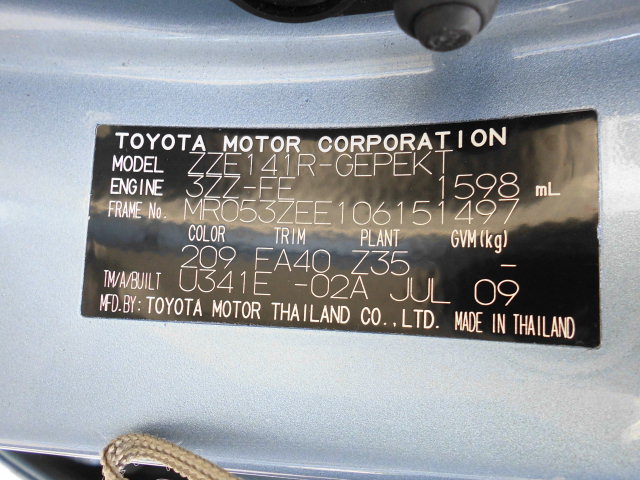 TOYOTA MOTOR CORPORATION
MODEL ZZE141R-GEPEKT
ENGINE 3ZZ-FE 1598 mL
FRAME No. MR053ZEE106151497
COLOR TRIM PLANT GVM(kg)
209 FA40 Z35 -
TM/A/BUILT U341E -02A JUL 09
MFD.BY: TOYOTA MOTOR THAILAND CO.,LTD. MADE IN THAILAND